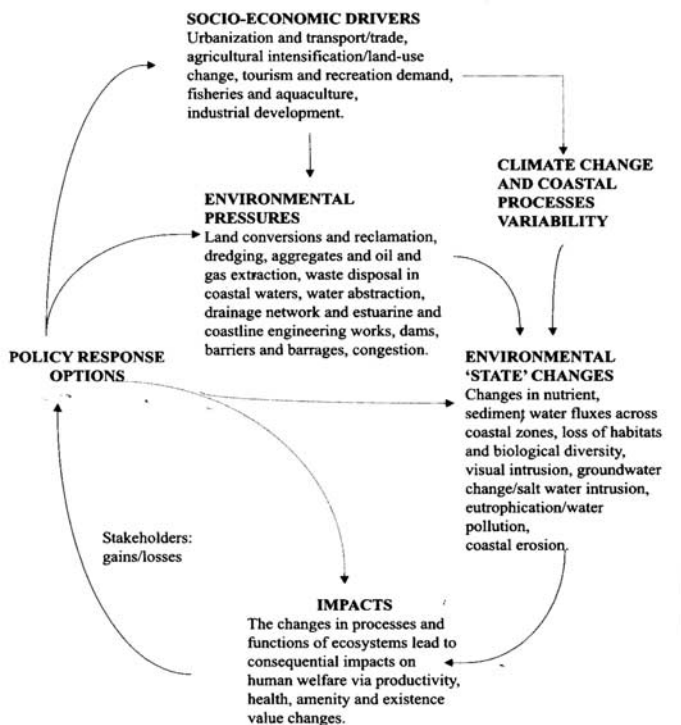 SOCIO-ECONOMIC DRIVERS
Urbanization and transport/trade,
agricultural intensification/land-use
change, tourism and recreation demand,
fisheries and aquaculture,
industrial development.
CLIMATE CHANGE
AND COASTAL
PROCESSES
VARIABILITY
ENVIRONMENTAL
PRESSURES
Land conversions and reclamation,
dredging, aggregates and oil and
gas extraction, waste disposal in
coastal waters, water abstraction,
drainage network and estuarine and
coastline engineering works, dams,
barriers and barrages, congestion.
POLICY RESPONSE
OPTIONS
ENVIRONMENTAL
‘STATE’ CHANGES
Changes in nutrient,
sediment water fluxes across
coastal zones, loss of habitats
and biological diversity,
visual intrusion, groundwater
change/salt water intrusion,
eutrophication/water
pollution,
coastal erosion.
Stakeholders:
gains/losses
IMPACTS
The changes in processes and
functions of ecosystems lead to
consequential impacts on
human welfare via productivity,
health, amenity and existence
value changes.